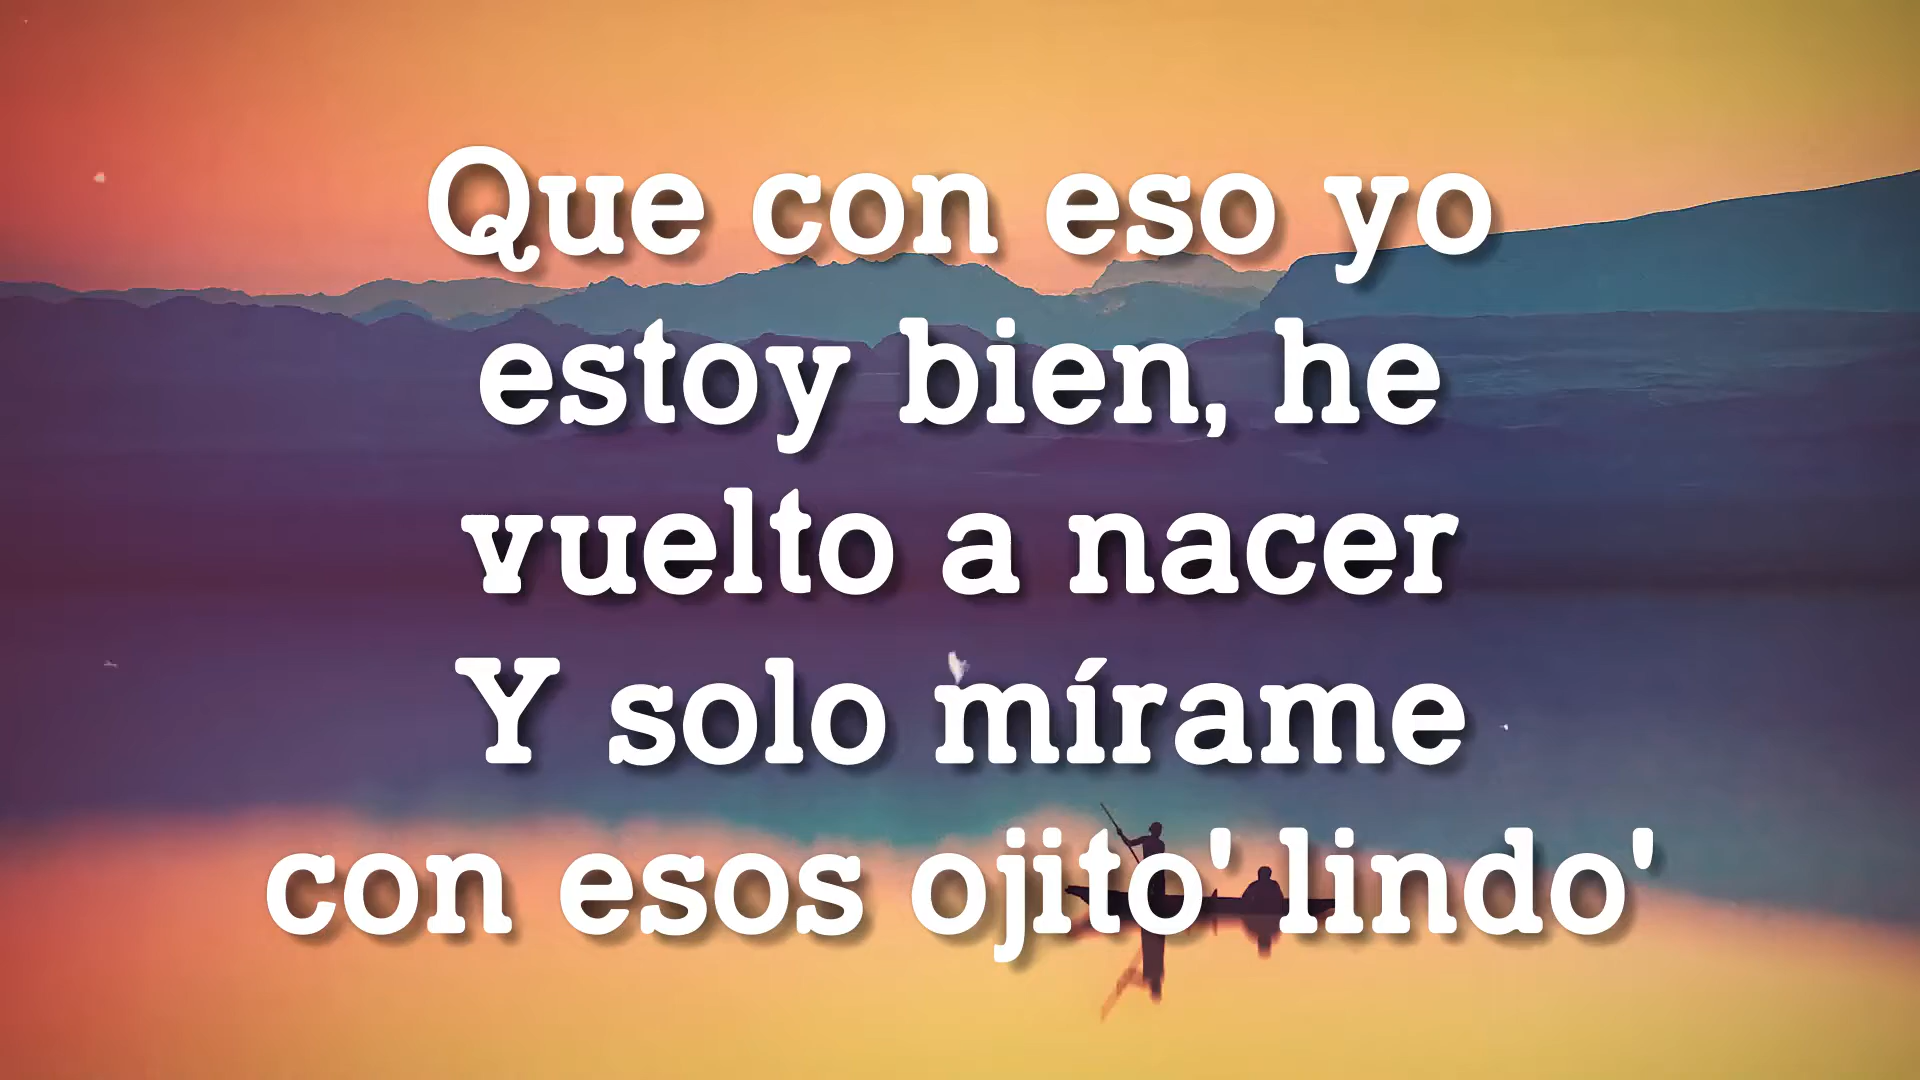 Que con eso yo
estoy bien, he
vuelto a nacer
Y solo mírame
con esos ojito' lindo'